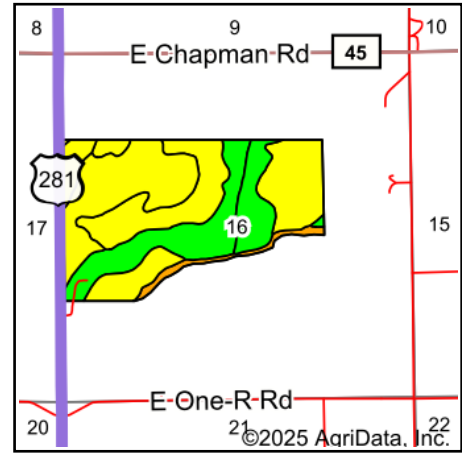 8 9 10
E Chapman Rd 45
281
17 16 15
E One-R Rd
20 21 22
©2025 AgriData, Inc.